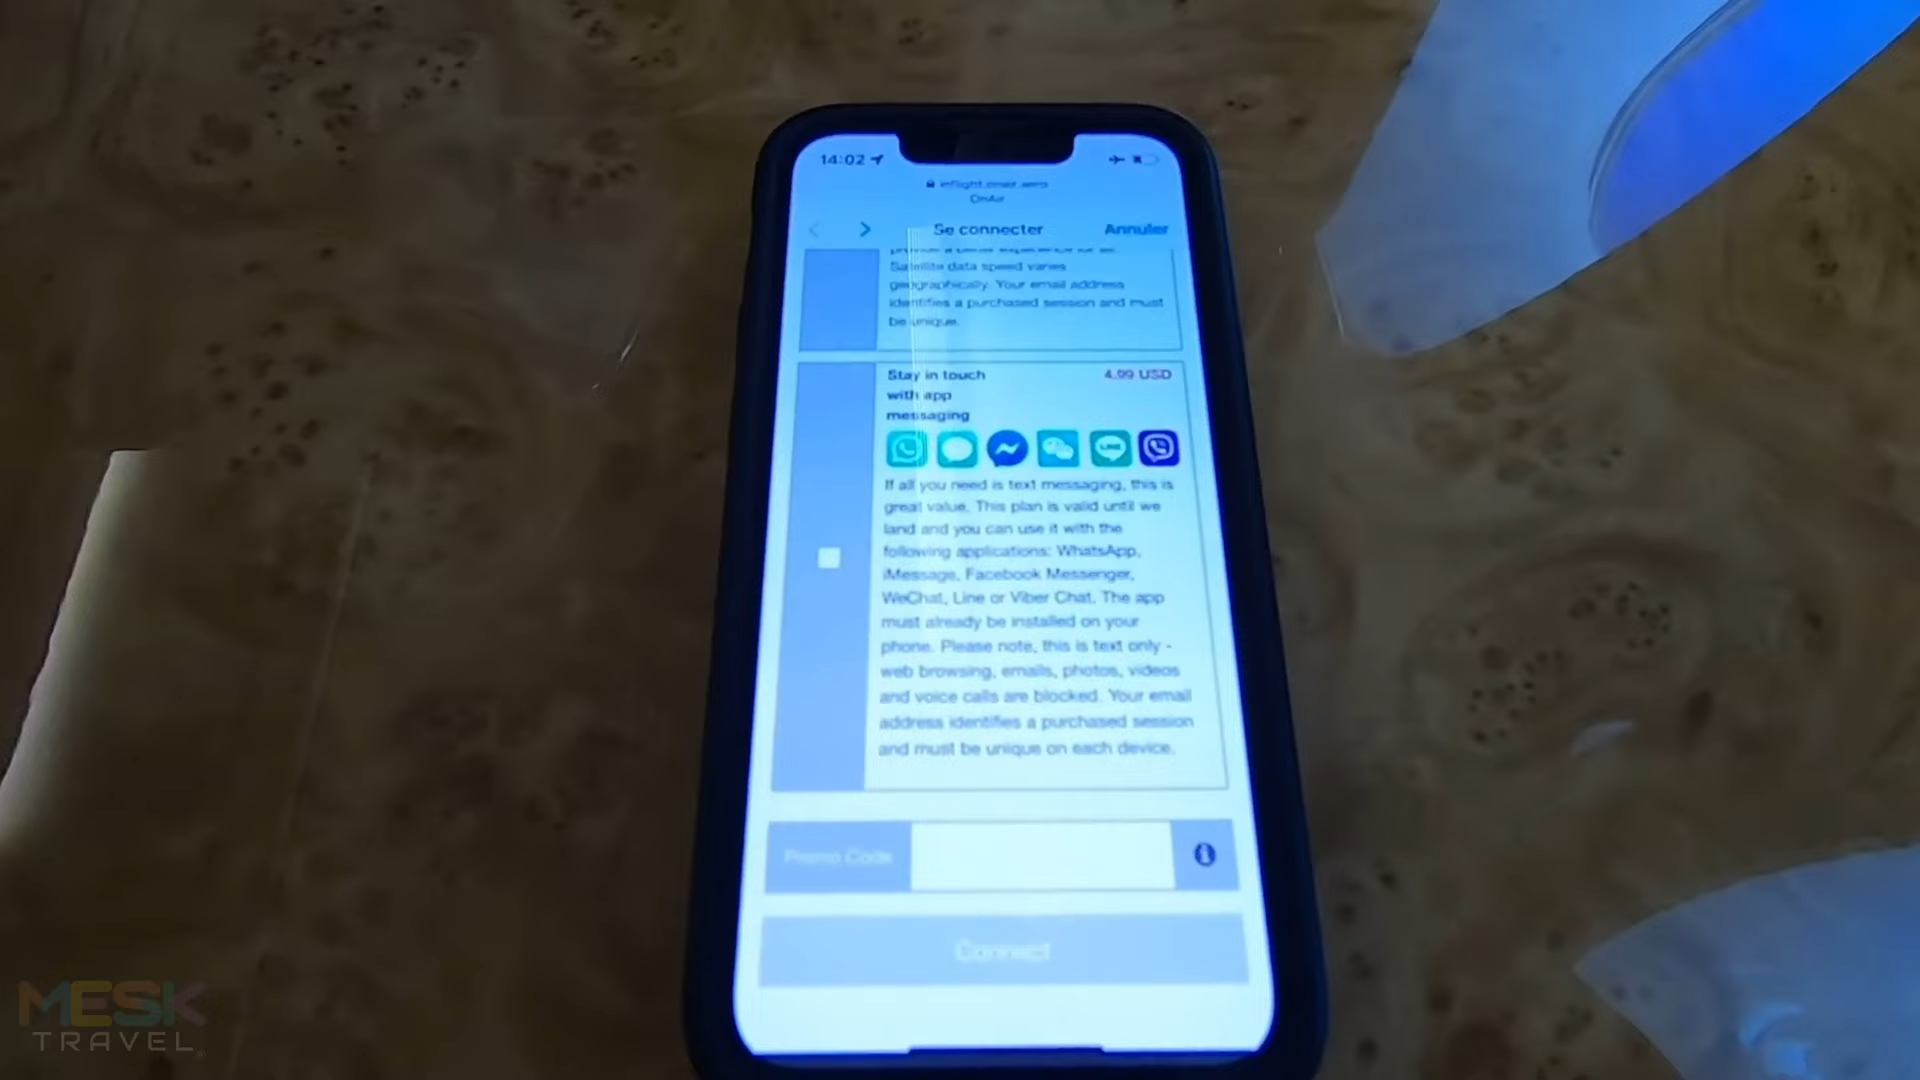 14:02
inflight.onair.aero
OnAir
Se connecter
Annuler
Satellite data speed varies
geographically. Your email address
identifies a purchased session and must
be unique.
Stay in touch 4.99 USD
with app
messaging
LINE
If all you need is text messaging, this is
great value. This plan is valid until we
land and you can use it with the
following applications: WhatsApp,
iMessage, Facebook Messenger,
WeChat, Line or Viber Chat. The app
must already be installed on your
phone. Please note, this is text only -
web browsing, emails, photos, videos
and voice calls are blocked. Your email
address identifies a purchased session
and must be unique on each device.
Promo Code
Connect
MESK
TRAVEL